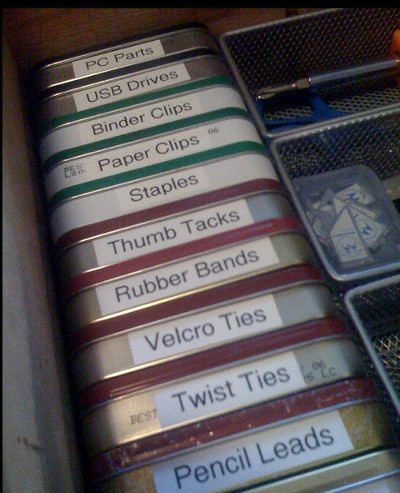 PC Parts
USB Drives
Binder Clips
Paper Clips 06
Staples
Thumb Tacks
Rubber Bands
Velcro Ties
Twist Ties
BEST
Pencil Leads